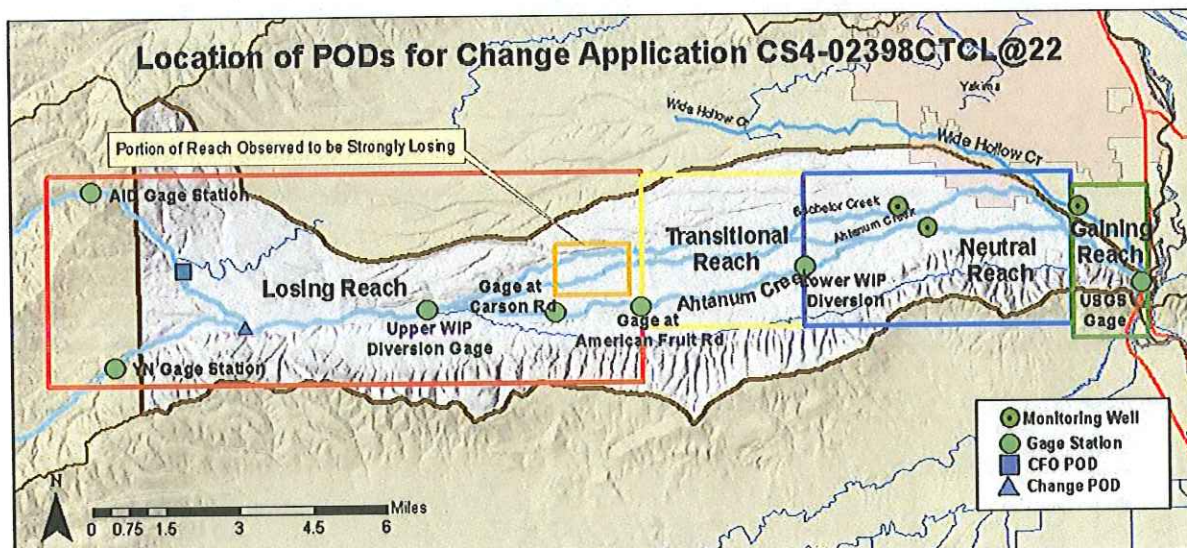 Location of PODs for Change Application CS4-02398CTCL@22
Wide Hollow Cr
Yakima
Portion of Reach Observed to be Strongly Losing
Wide Hollow Cr
AID Gage Station
Bachelor Creek
Ahtanum Creek
Gaining
Reach
Transitional
Reach
Neutral
Reach
Losing Reach
Gage at
Carson Rd
Ahtanum Creek
Lower WIP
Diversion
USGS
Gage
Upper WIP
Diversion Gage
Gage at
American Fruit Rd
YN Gage Station
Monitoring Well
Gage Station
CFO POD
Change POD
N
0 0.75 1.5 3 4.5 6 Miles